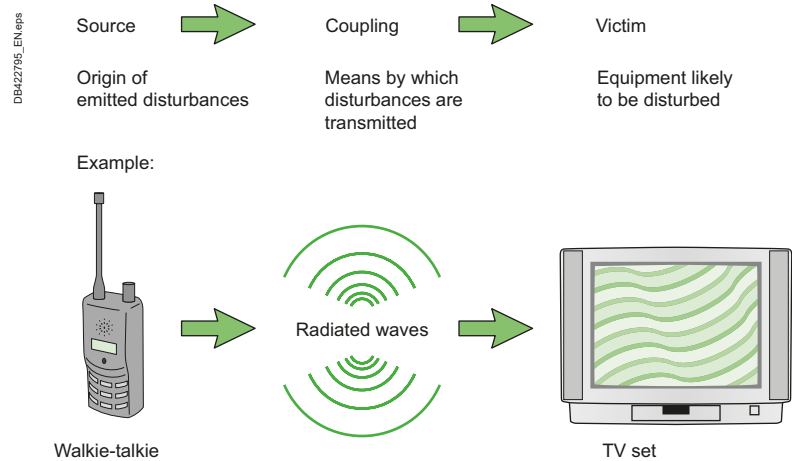 DB422795_EN.eps
Source
Coupling
Victim
Origin of
emitted disturbances
Means by which
disturbances are
transmitted
Equipment likely
to be disturbed
Example:
Radiated waves
Walkie-talkie
TV set